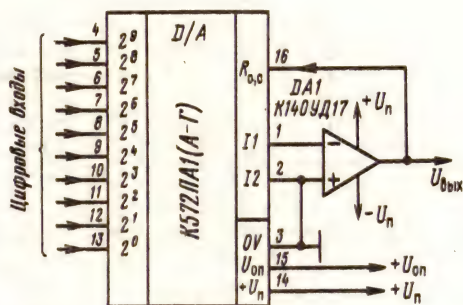 Цифровые входы
4
5
6
7
8
9
10
11
12
13
2⁹
2⁸
2⁷
2⁶
2⁵
2⁴
2³
2²
2¹
2⁰
D/A
К572ПА1(А-Г)
R₀,с
I1
I2
0V
Uоп
+Uп
16
1
2
3
15
14
DA1
К140УД17
+Uп
-
+
-Uп
Uвых
+Uоп
+Uп